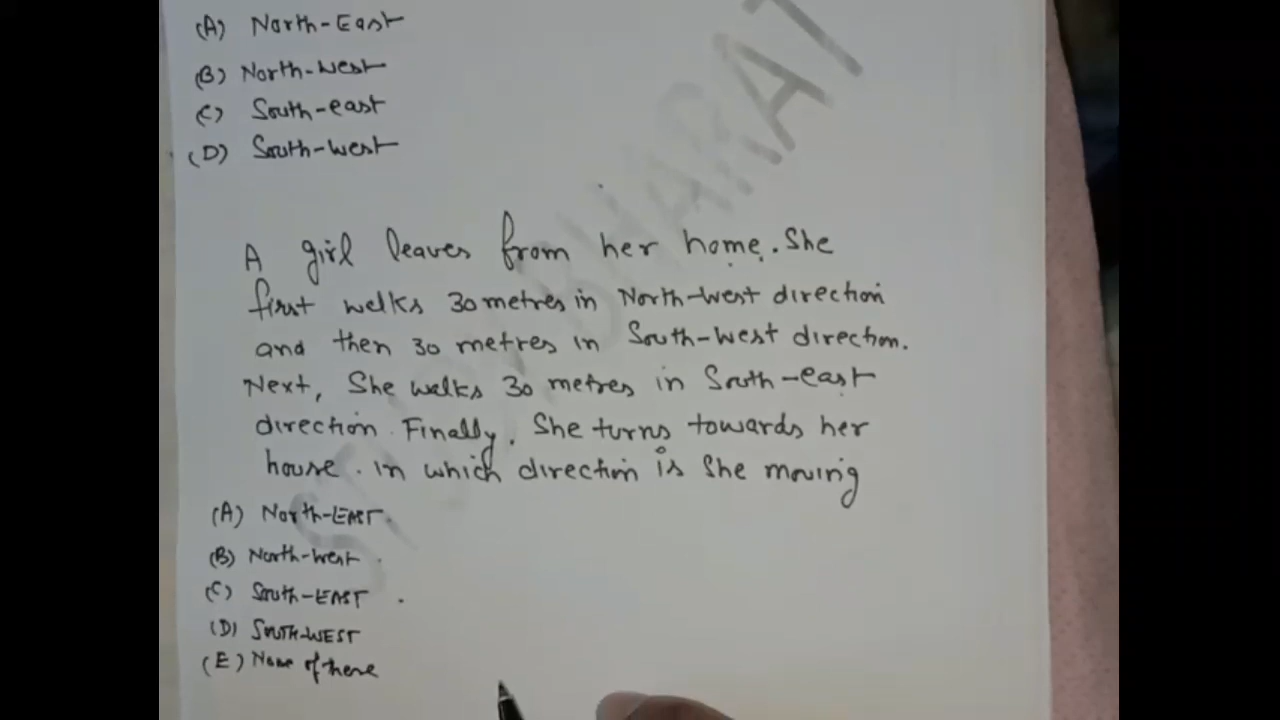 (A) North-East
(B) North-West
(C) South-east
(D) South-west
A girl leaves from her home. She
first walks 30 metres in North-West direction
and then 30 metres in South-West direction.
Next, She walks 30 metres in South-east
direction. Finally, She turns towards her
house. in which direction is she moving
(A) North-EAST.
(B) North-West
(C) South-EAST
(D) SOUTH-WEST
(E) None of these